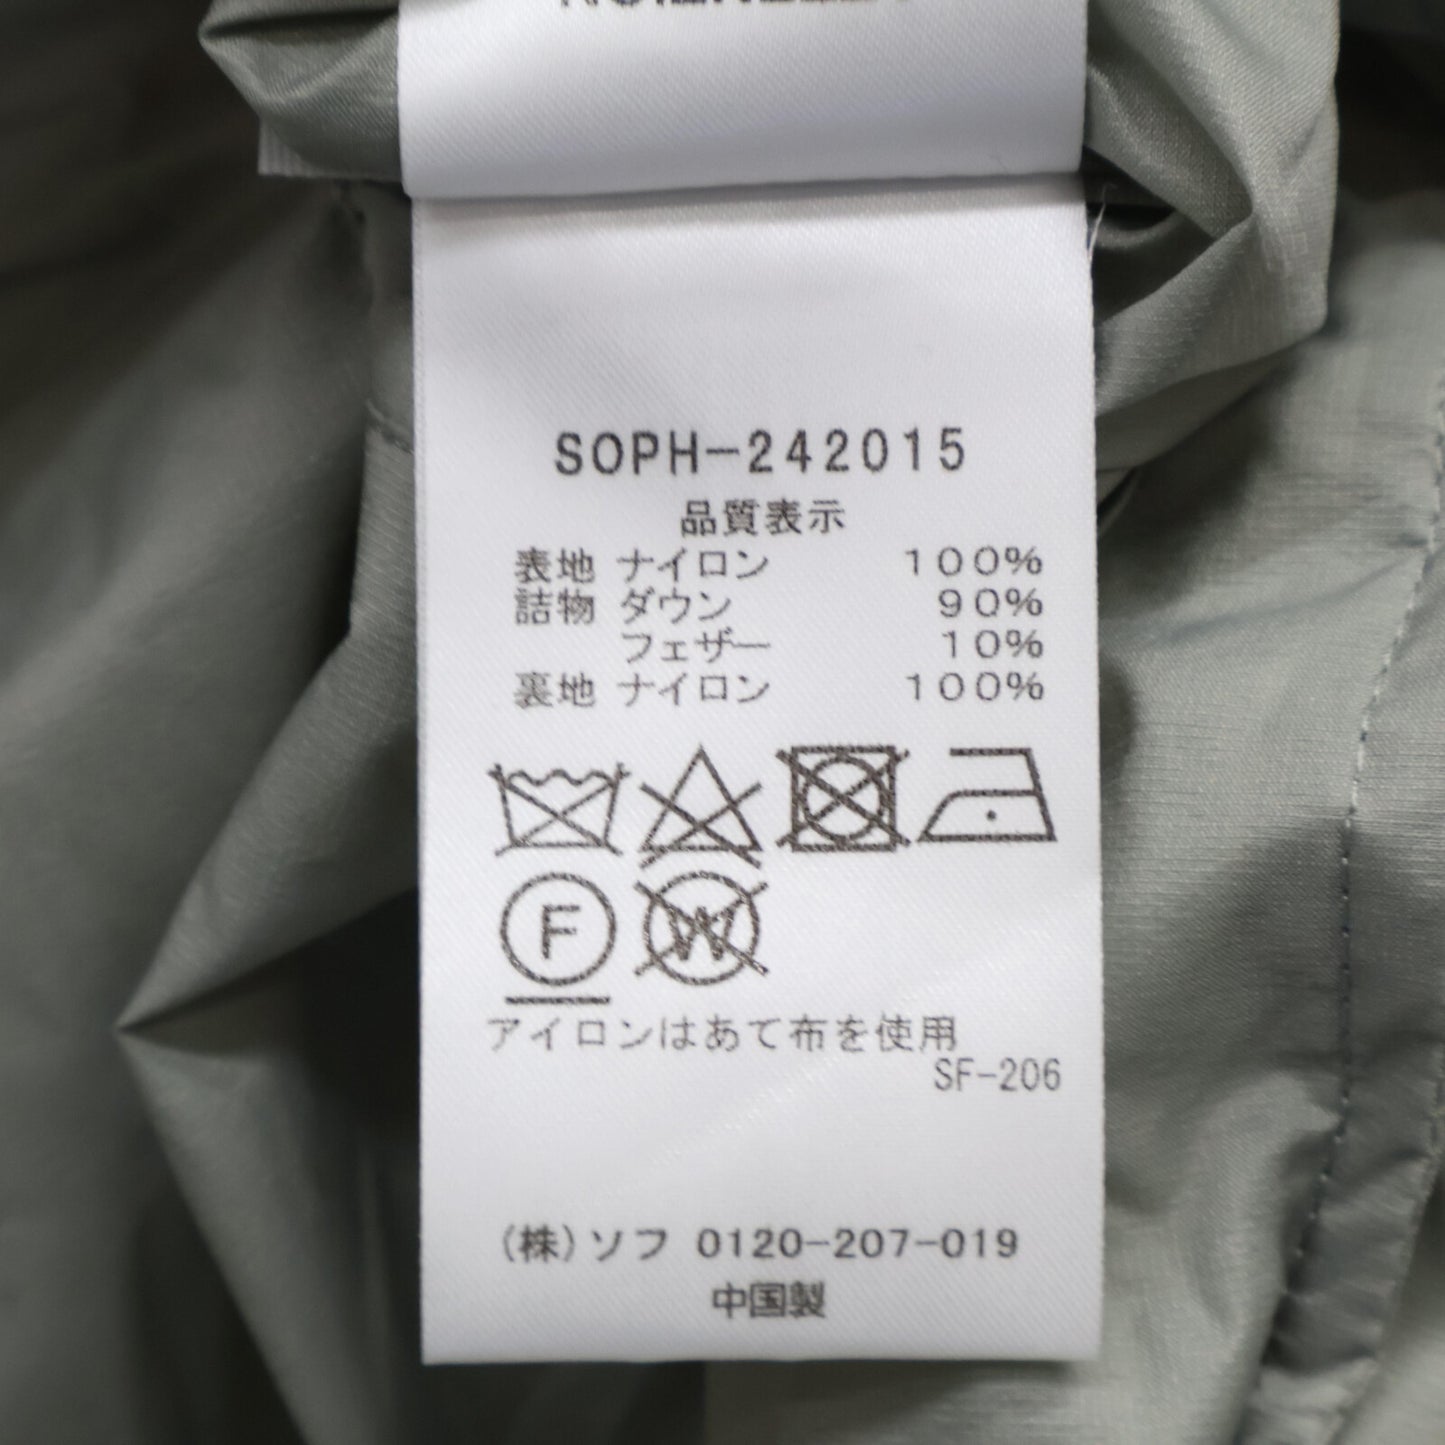 SOPH-242015
品質表示
表地 ナイロン 100%
詰物 ダウン 90%
フェザー 10%
裏地 ナイロン 100%
F W
アイロンはあて布を使用
SF-206
(株)ソフ 0120-207-019
中国製